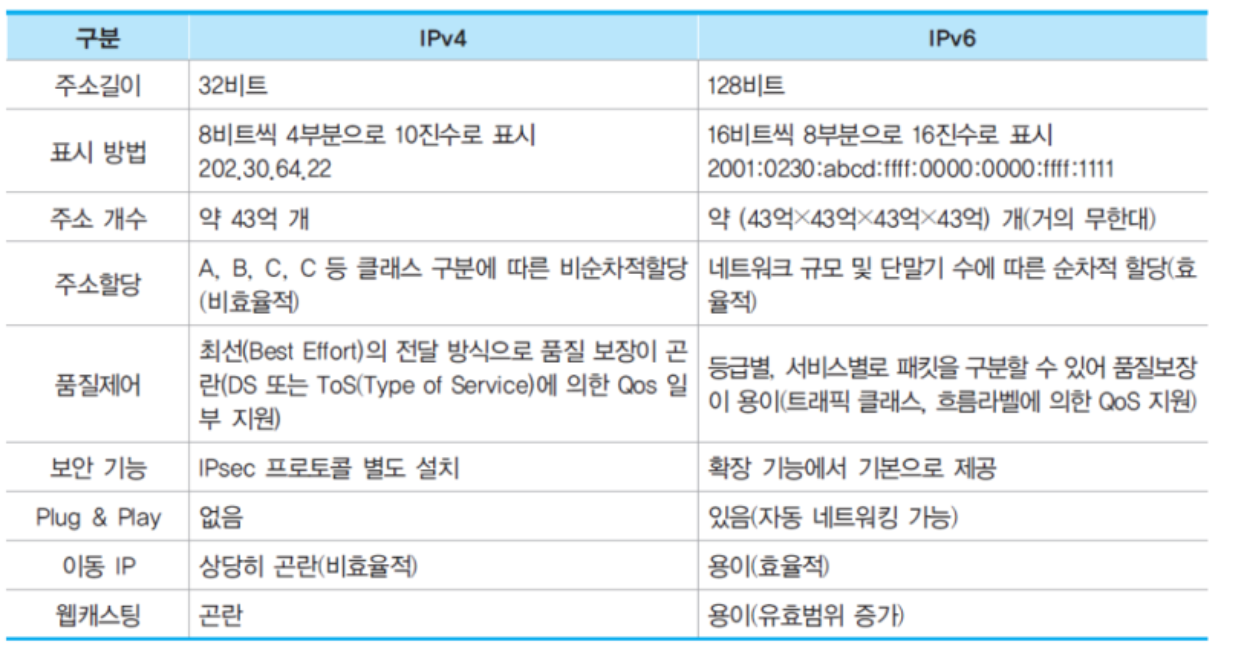 구분 IPv4 IPv6
주소길이 32비트 128비트
표시 방법 8비트씩 4부분으로 10진수로 표시 16비트씩 8부분으로 16진수로 표시
202.30.64.22 2001:0230:abcd:ffff:0000:0000:ffff:1111
주소 개수 약 43억 개 약 (43억×43억×43억×43억) 개(거의 무한대)
주소할당 A, B, C, C 등 클래스 구분에 따른 비순차적할당 네트워크 규모 및 단말기 수에 따른 순차적 할당(효
(비효율적) 율적)
품질제어 최선(Best Effort)의 전달 방식으로 품질 보장이 곤 등급별, 서비스별로 패킷을 구분할 수 있어 품질보장
란(DS 또는 ToS(Type of Service)에 의한 Qos 일 이 용이(트래픽 클래스, 흐름라벨에 의한 QoS 지원)
부 지원)
보안 기능 IPsec 프로토콜 별도 설치 확장 기능에서 기본으로 제공
Plug & Play 없음 있음(자동 네트워킹 가능)
이동 IP 상당히 곤란(비효율적) 용이(효율적)
웹캐스팅 곤란 용이(유효범위 증가)